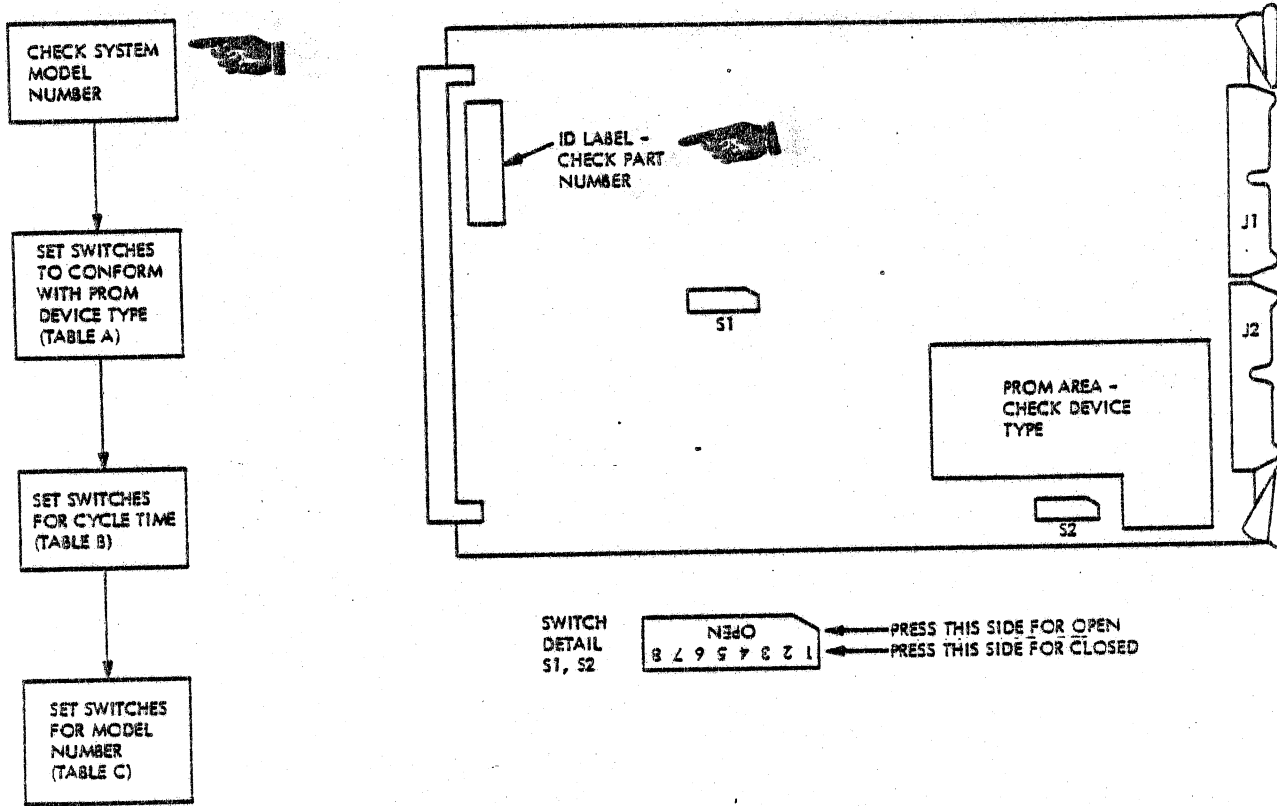 CHECK SYSTEM
MODEL
NUMBER
SET SWITCHES
TO CONFORM
WITH PROM
DEVICE TYPE
(TABLE A)
SET SWITCHES
FOR CYCLE TIME
(TABLE B)
SET SWITCHES
FOR MODEL
NUMBER
(TABLE C)
ID LABEL -
CHECK PART
NUMBER
S1
J1
J2
PROM AREA -
CHECK DEVICE
TYPE
S2
SWITCH
DETAIL
S1, S2
OPEN
1 2 3 4 5 6 7 8
PRESS THIS SIDE FOR OPEN
PRESS THIS SIDE FOR CLOSED